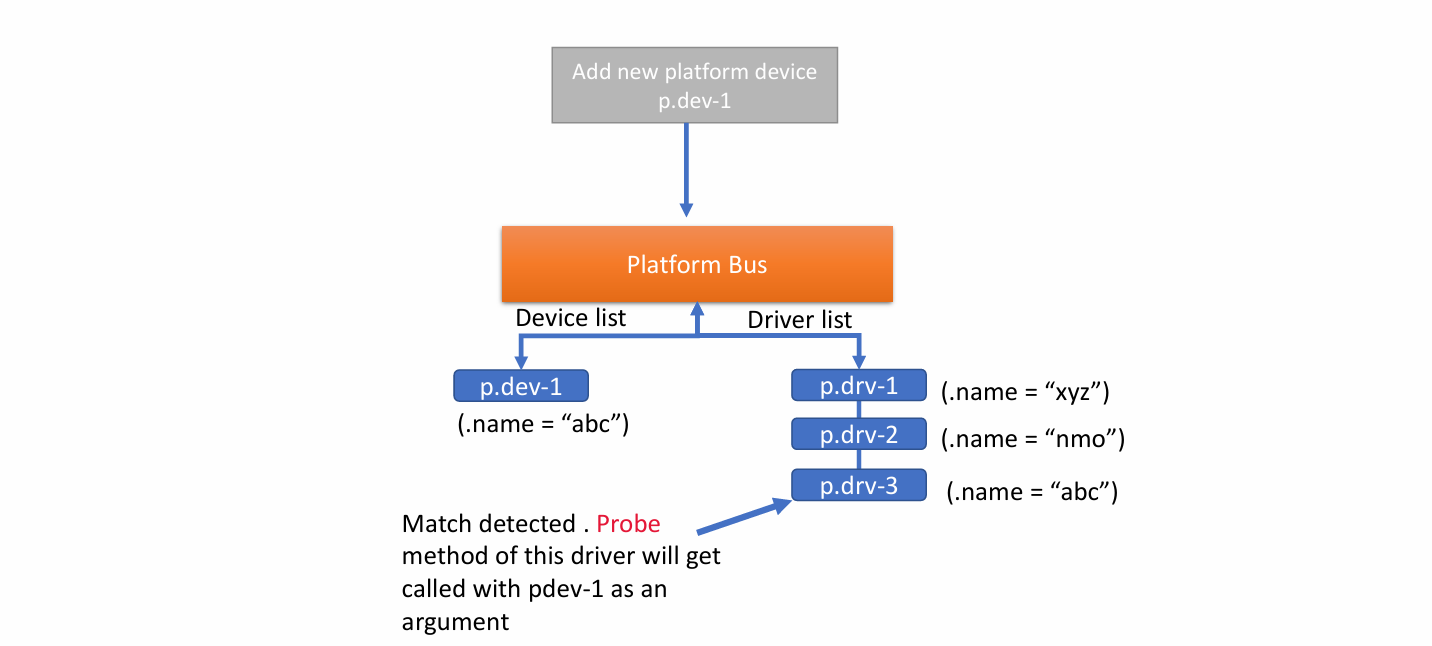 Add new platform device
p.dev-1
Platform Bus
Device list
Driver list
p.dev-1
(.name = “abc”)
p.drv-1
(.name = “xyz”)
p.drv-2
(.name = “nmo”)
p.drv-3
(.name = “abc”)
Match detected . Probe
method of this driver will get
called with pdev-1 as an
argument